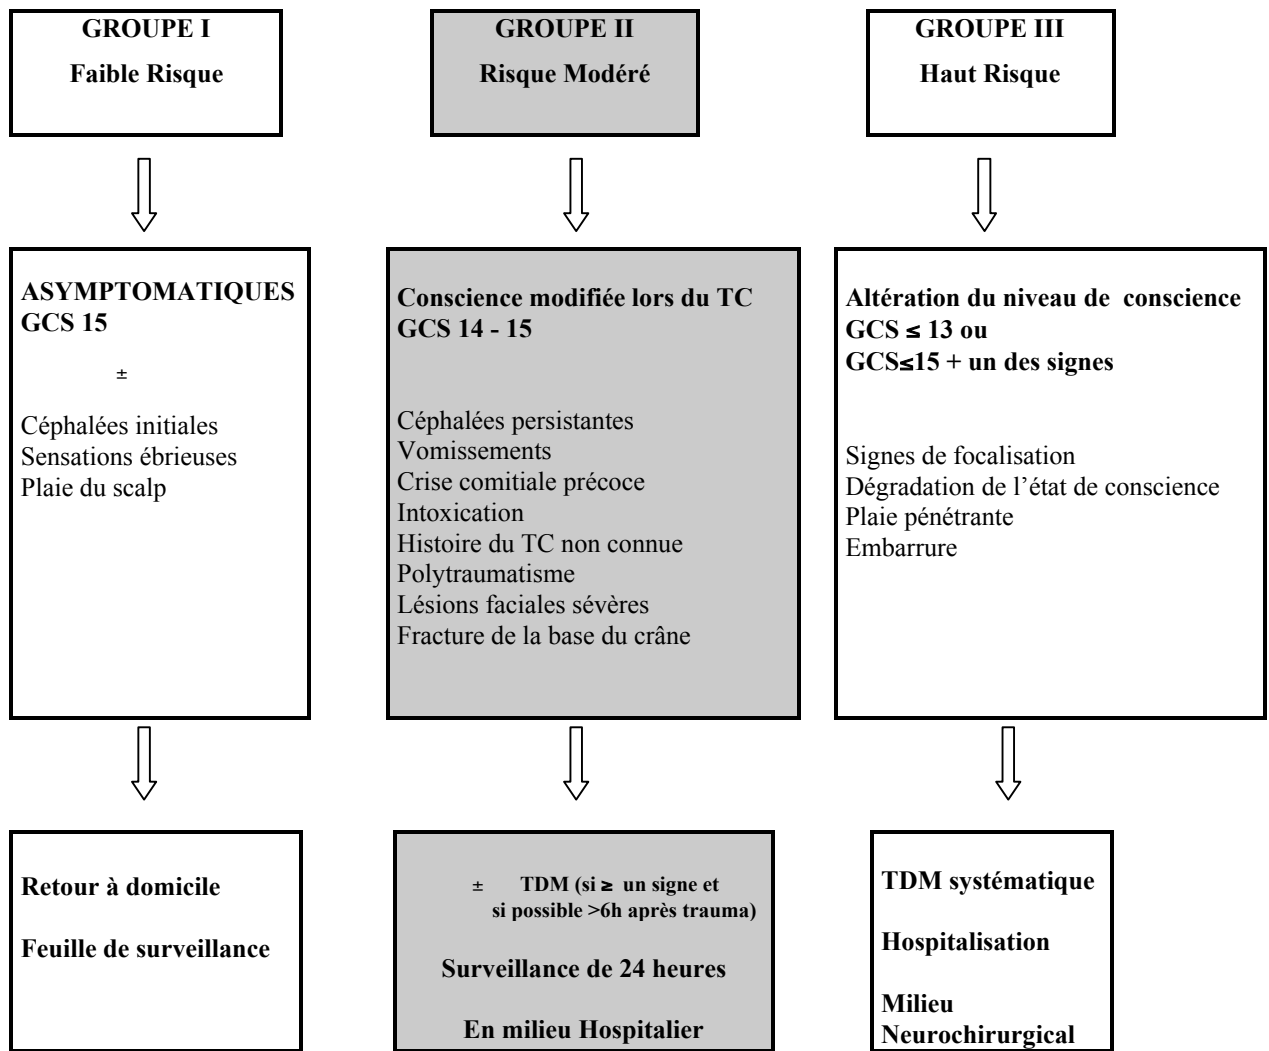 GROUPE I
Faible Risque
GROUPE II
Risque Modéré
GROUPE III
Haut Risque
ASYMPTOMATIQUES
GCS 15
±
Céphalées initiales
Sensations ébrieuses
Plaie du scalp
Conscience modifiée lors du TC
GCS 14 - 15
Céphalées persistantes
Vomissements
Crise comitiale précoce
Intoxication
Histoire du TC non connue
Polytraumatisme
Lésions faciales sévères
Fracture de la base du crâne
Altération du niveau de conscience
GCS ≤ 13 ou
GCS≤15 + un des signes
Signes de focalisation
Dégradation de l’état de conscience
Plaie pénétrante
Embarrure
Retour à domicile
Feuille de surveillance
± TDM (si ≥ un signe et
si possible >6h après trauma)
Surveillance de 24 heures
En milieu Hospitalier
TDM systématique
Hospitalisation
Milieu
Neurochirurgical